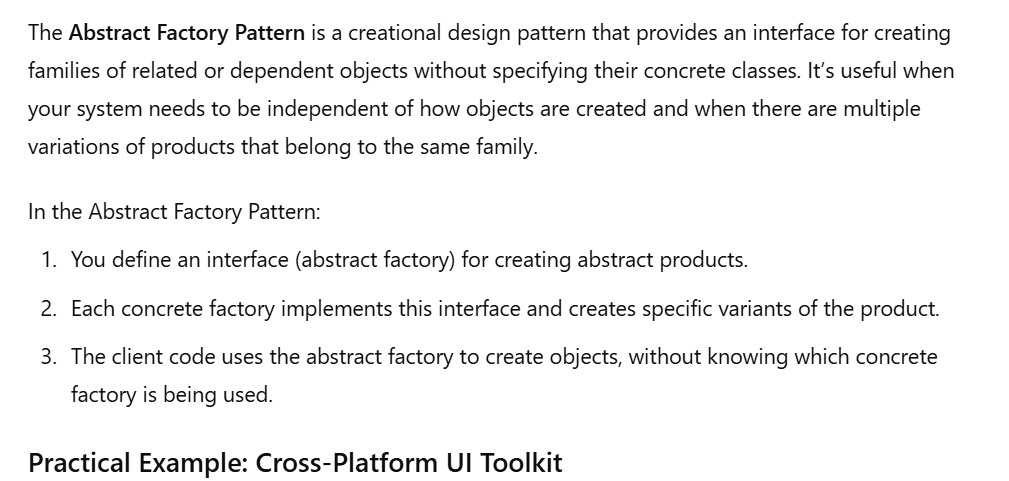 The Abstract Factory Pattern is a creational design pattern that provides an interface for creating
families of related or dependent objects without specifying their concrete classes. It’s useful when
your system needs to be independent of how objects are created and when there are multiple
variations of products that belong to the same family.
In the Abstract Factory Pattern:
1. You define an interface (abstract factory) for creating abstract products.
2. Each concrete factory implements this interface and creates specific variants of the product.
3. The client code uses the abstract factory to create objects, without knowing which concrete
factory is being used.
Practical Example: Cross-Platform UI Toolkit